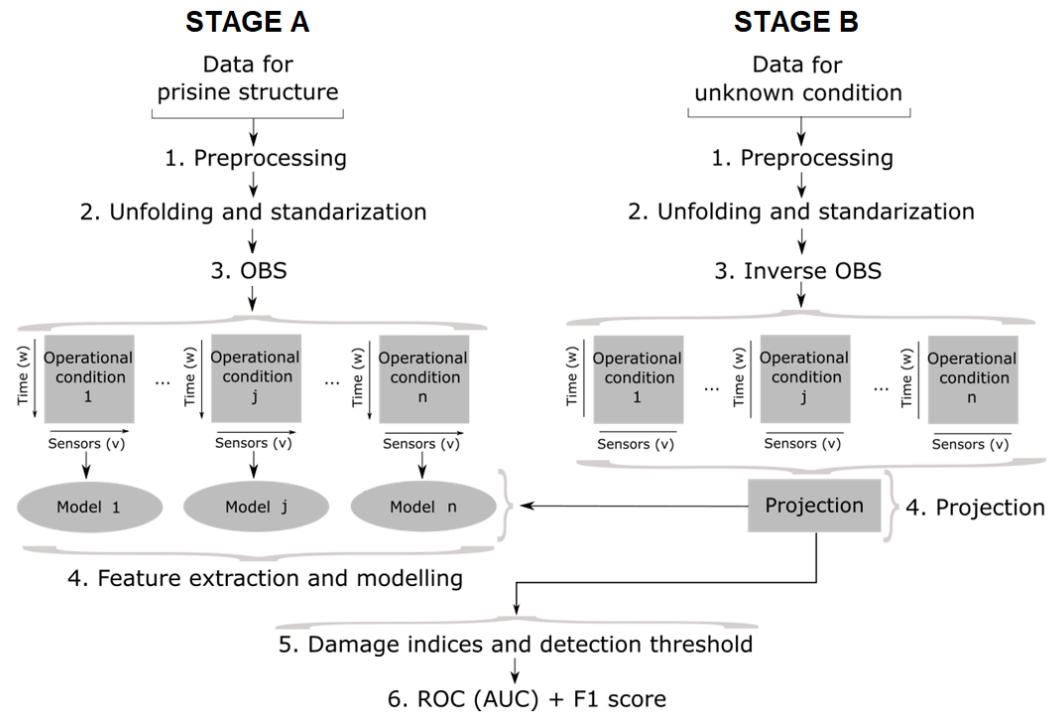 STAGE A
Data for
prisine structure
1. Preprocessing
2. Unfolding and standarization
3. OBS
Time (w)
Operational
condition
1
Sensors (v)
...
Time (w)
Operational
condition
j
Sensors (v)
...
Time (w)
Operational
condition
n
Sensors (v)
Model 1
Model j
Model n
4. Feature extraction and modelling
STAGE B
Data for
unknown condition
1. Preprocessing
2. Unfolding and standarization
3. Inverse OBS
Time (w)
Operational
condition
1
Sensors (v)
...
Time (w)
Operational
condition
j
Sensors (v)
...
Time (w)
Operational
condition
n
Sensors (v)
Projection
4. Projection
5. Damage indices and detection threshold
6. ROC (AUC) + F1 score